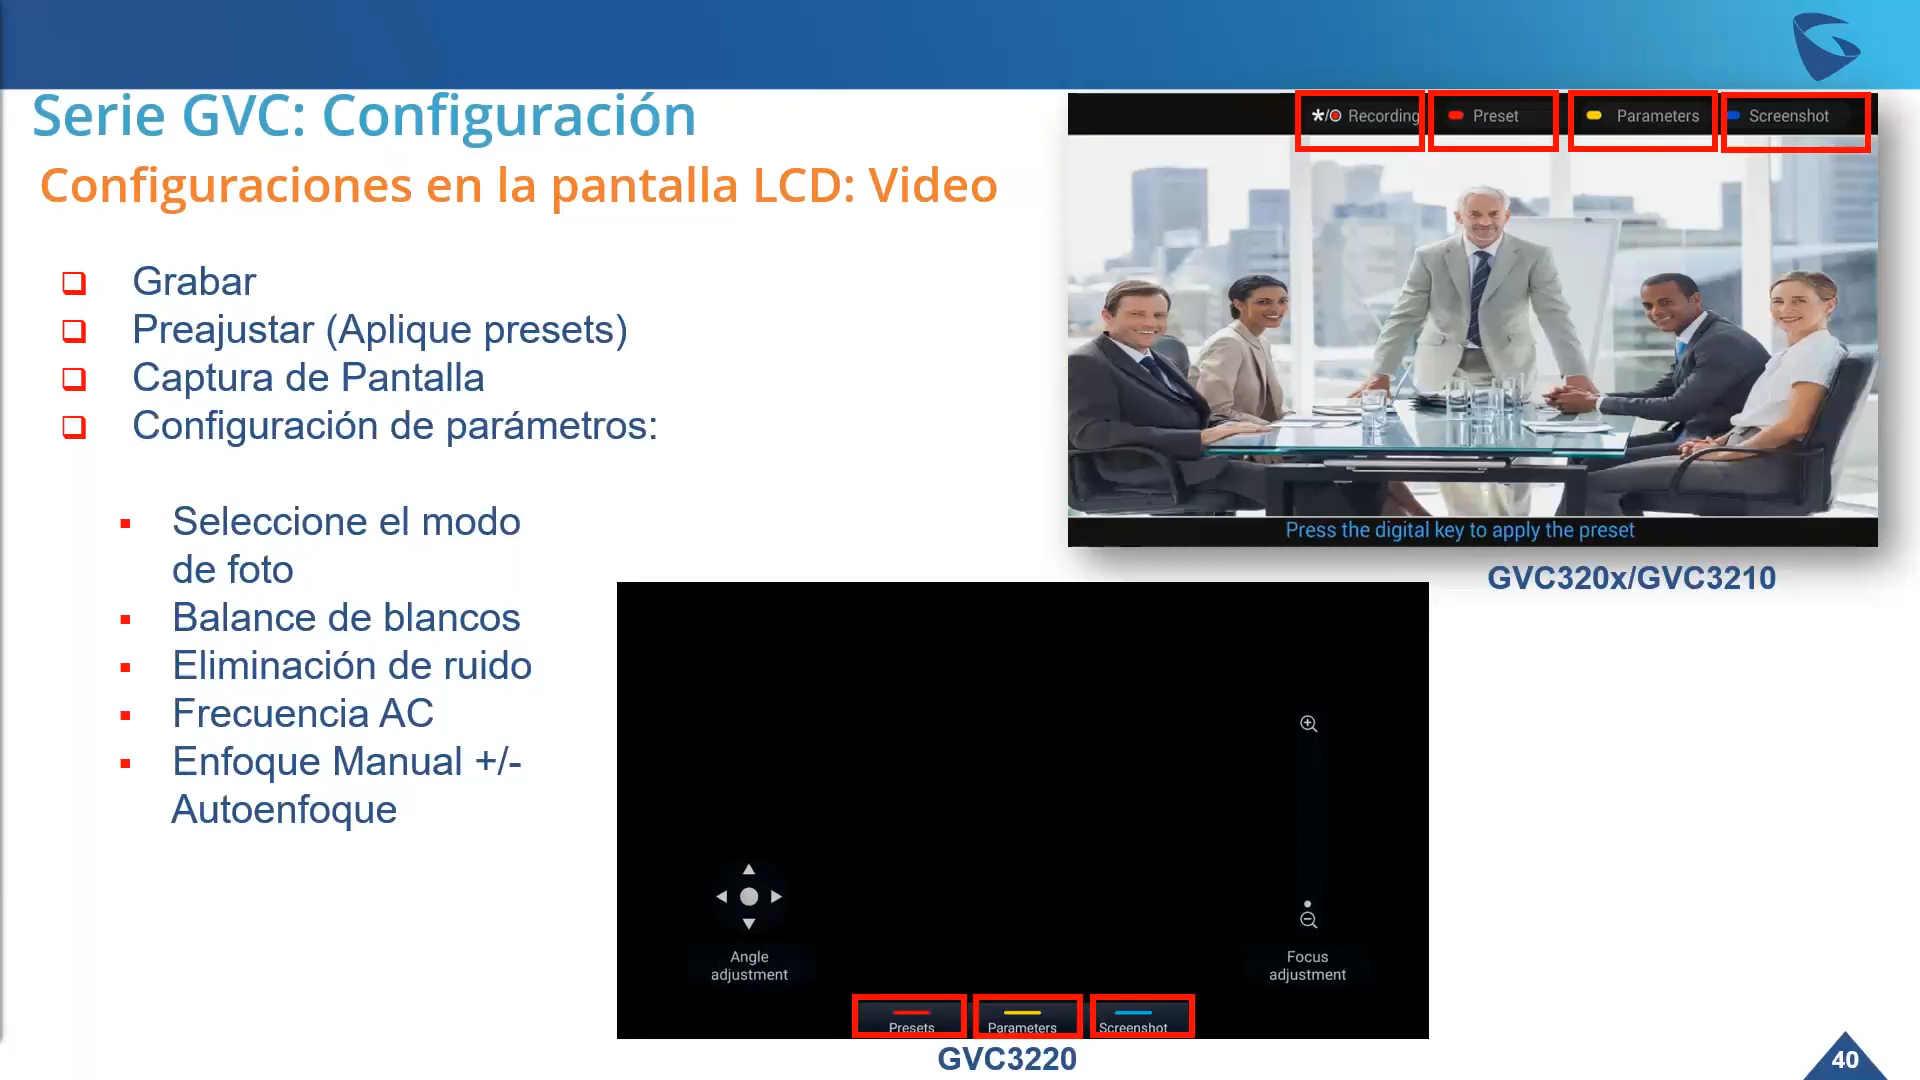 Serie GVC: Configuración
Configuraciones en la pantalla LCD: Video
Grabar
Preajustar (Aplique presets)
Captura de Pantalla
Configuración de parámetros:
Seleccione el modo
de foto
Balance de blancos
Eliminación de ruido
Frecuencia AC
Enfoque Manual +/-
Autoenfoque
*/ Recording Preset Parameters Screenshot
Press the digital key to apply the preset
GVC320x/GVC3210
Angle
adjustment
Focus
adjustment
Presets Parameters Screenshot
GVC3220
40